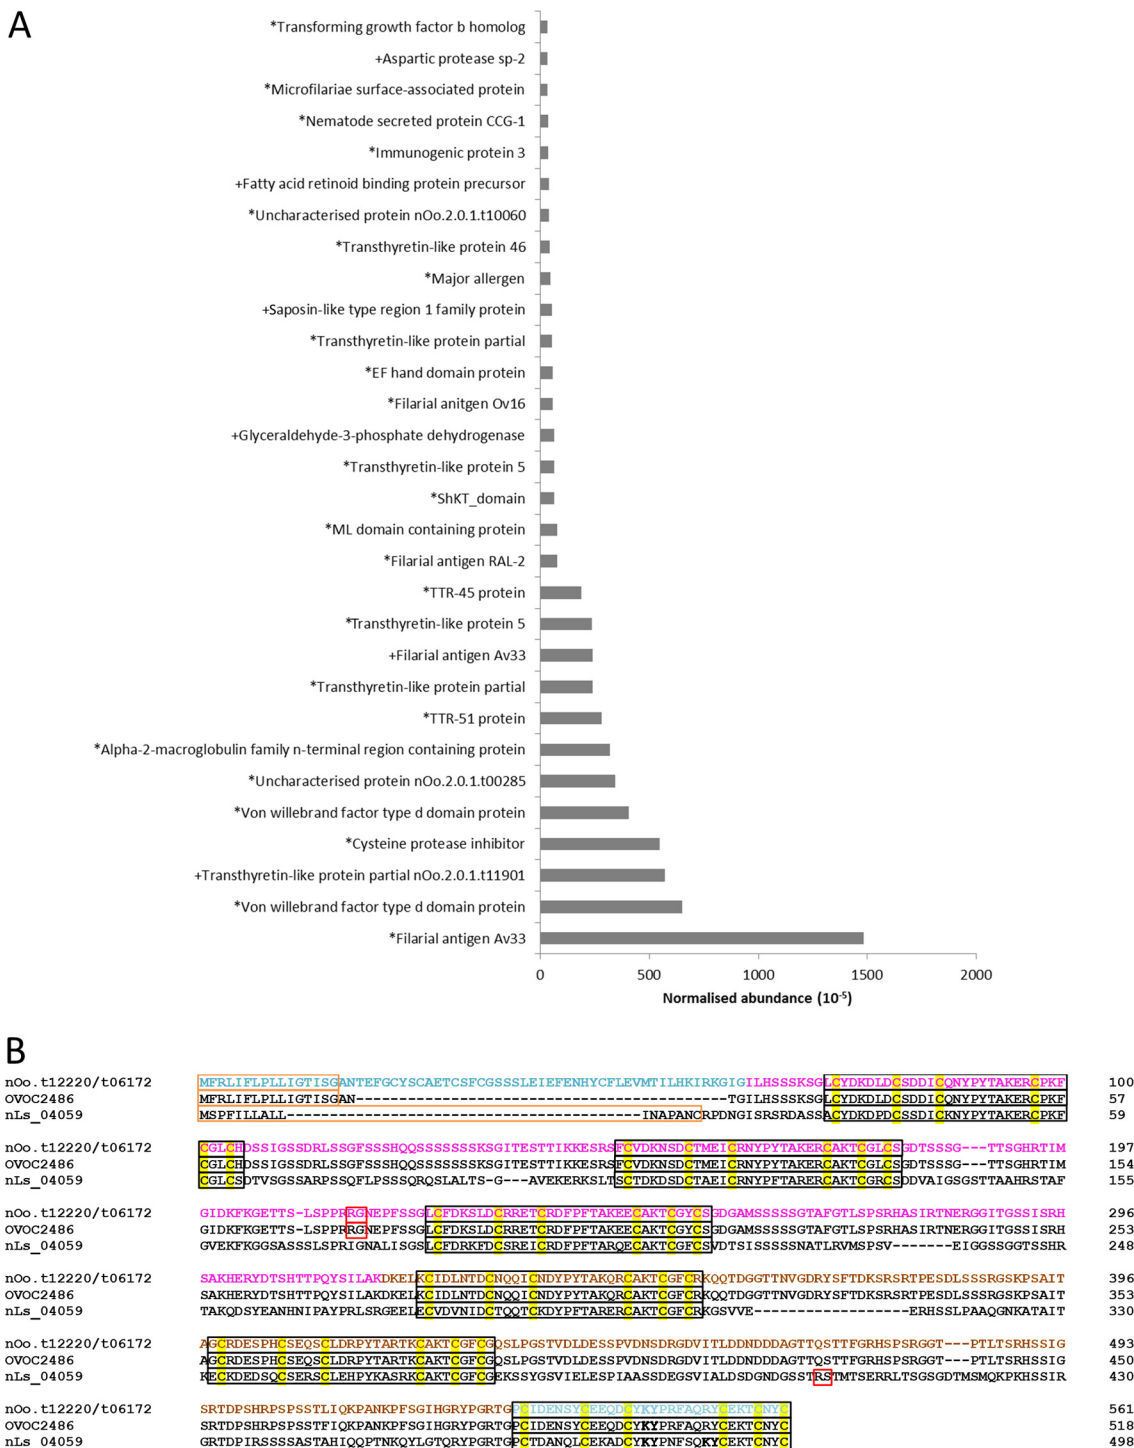 A
*Transforming growth factor b homolog
+Aspartic protease sp-2
*Microfilariae surface-associated protein
*Nematode secreted protein CCG-1
*Immunogenic protein 3
+Fatty acid retinoid binding protein precursor
*Uncharacterised protein nOo.2.0.1.t10060
*Transthyretin-like protein 46
*Major allergen
+Saposin-like type region 1 family protein
*Transthyretin-like protein partial
*EF hand domain protein
*Filarial anitgen Ov16
+Glyceraldehyde-3-phosphate dehydrogenase
*Transthyretin-like protein 5
*ShKT_domain
*ML domain containing protein
*Filarial antigen RAL-2
*TTR-45 protein
*Transthyretin-like protein 5
+Filarial antigen Av33
*Transthyretin-like protein partial
*TTR-51 protein
*Alpha-2-macroglobulin family n-terminal region containing protein
*Uncharacterised protein nOo.2.0.1.t00285
*Von willebrand factor type d domain protein
*Cysteine protease inhibitor
+Transthyretin-like protein partial nOo.2.0.1.t11901
*Von willebrand factor type d domain protein
*Filarial antigen Av33
0 500 1000 1500 2000
Normalised abundance (10-5)
B
nOo.t12220/t06172 MFRLIFLPLLIGTISGANTEFGCYSCAETCSFCGSSSLEIEFENHYCFLEVMTILHKIRKGIGILHSSSKSGLCYDKDLDCSDDICQNYPYTAKERCPKF 100
OVOC2486 MFRLIFLPLLIGTISGAN------------------------------------------TGILHSSSKSGLCYDKDLDCSDDICQNYPYTAKERCPKF 57
nLs_04059 MSPFILLALL----------------------------------------INAPANCRPDNGISRSRDASSACYDKDPDCSSDICKNYPYTAKERCPKF 59
nOo.t12220/t06172 CGLCHDSSIGSSDRLSSGFSSSHQSSSSSSSKSGITESTTIKKESRSFCVDKNSDCTMEICRNYPYTAKERCAKTCGLCSGDTSSSG---TTSGHRTIM 197
OVOC2486 CGLCHDSSIGSSDRLSSGFSSSHQSSSSSSSKSGITESTTIKKESRSFCVDKNSDCTMEICRNYPYTAKERCAKTCGLCSGDTSSSG---TTSGHRTIM 154
nLs_04059 CGLCSDTVSGSSARPSSQFLPSSSQRQSLALTS-G---AVEKERKSLTSCTDKDSDCTAEICRNYPFTARERCAKTCGRCSDDVAIGSGSTAAHRSTAF 155
nOo.t12220/t06172 GIDKFKGETTS-LSPPRRGNEPFSSGLCFDKSLDCRRETCRDFPFTAKEECAKTCGYCSGDGAMSSSSSGTAFGTLSPSRHASIRTNERGGITGSSISRH 296
OVOC2486 GIDKFKGETTS-LSPPRRGNEPFSSGLCFDKSLDCRRETCRDFPFTAKEECAKTCGYCSGDGAMSSSSSGTAFGTLSPSRHASIRTNERGGITGSSISRH 253
nLs_04059 GVEKFKGGSASSSLSPRIGNALISGSLCFDRKFDCSREICRDFPFTARQECAKTCGFCSVDTSISSSSSNATLRVMSPSV-------EIGGSSGGTSSHR 248
nOo.t12220/t06172 SAKHERYDTSHTTPQYSILAKDKELKCIDLNTDCNQQICNDYPYTAKQRCAKTCGFCRKQQTDGGTTNVGDRYSFTDKSRSRTPESDLSSSRGSKPSAIT 396
OVOC2486 SAKHERYDTSHTTPQYSILAKDKELKCIDLNTDCNQQICNDYPYTAKQRCAKTCGFCRKQQTDGGTTNVGDRYSFTDKSRSRTPESDLSSSRGSKPSAIT 353
nLs_04059 TAKQDSYEANHNIPAYPRLSRGEELECVDVNIDCTQQTCNDYPFTARERCAKTCGFCRKGSVVE------------------ERHSSLPAAQGNKATAIT 330
nOo.t12220/t06172 AGCRDESPHCSEQSCLDRPYTARTKCAKTCGFCGQSLPGSTVDLDESSPVDNSDRGDVITLDDNDDDAGTTQSTTFGRHSPSRGGT---PTLTSRHSSIG 493
OVOC2486 AGCRDESPHCSEQSCLDRPYTARTKCAKTCGFCGQSLPGSTVDLDESSPVDNSDRGDVITLDDNDDDAGTTQSTTFGRHSPSRGGT---PTLTSRHSSIG 450
nLs_04059 KECKDEDSQCSERSCLEHPYKASRKCAKTCGFCGEKSSYGSVIELESPIAASSDEGSVIALDSDGNDGSSTRSTMTSERRLTSGSGDTMSMQKPKHSSIR 430
nOo.t12220/t06172 SRTDPSHRPSPSSTLIQKPANKPFSGIHGRYPGRTGPCIDENSYCEEQDCYKYPRFAQRYCEKTCNYC 561
OVOC2486 SRTDPSHRPSPSSTFIQKPANKPFSGIHGRYPGRTGPCIDENSYCEEQDCYKYPRFAQRYCEKTCNYC 518
nLs_04059 GRTDPIRSSSSASTAHIQQPTNKQYLGTQRYPGRTGPCTDANQLCEKADCYKYPNFSQKYCEKTCNYC 498